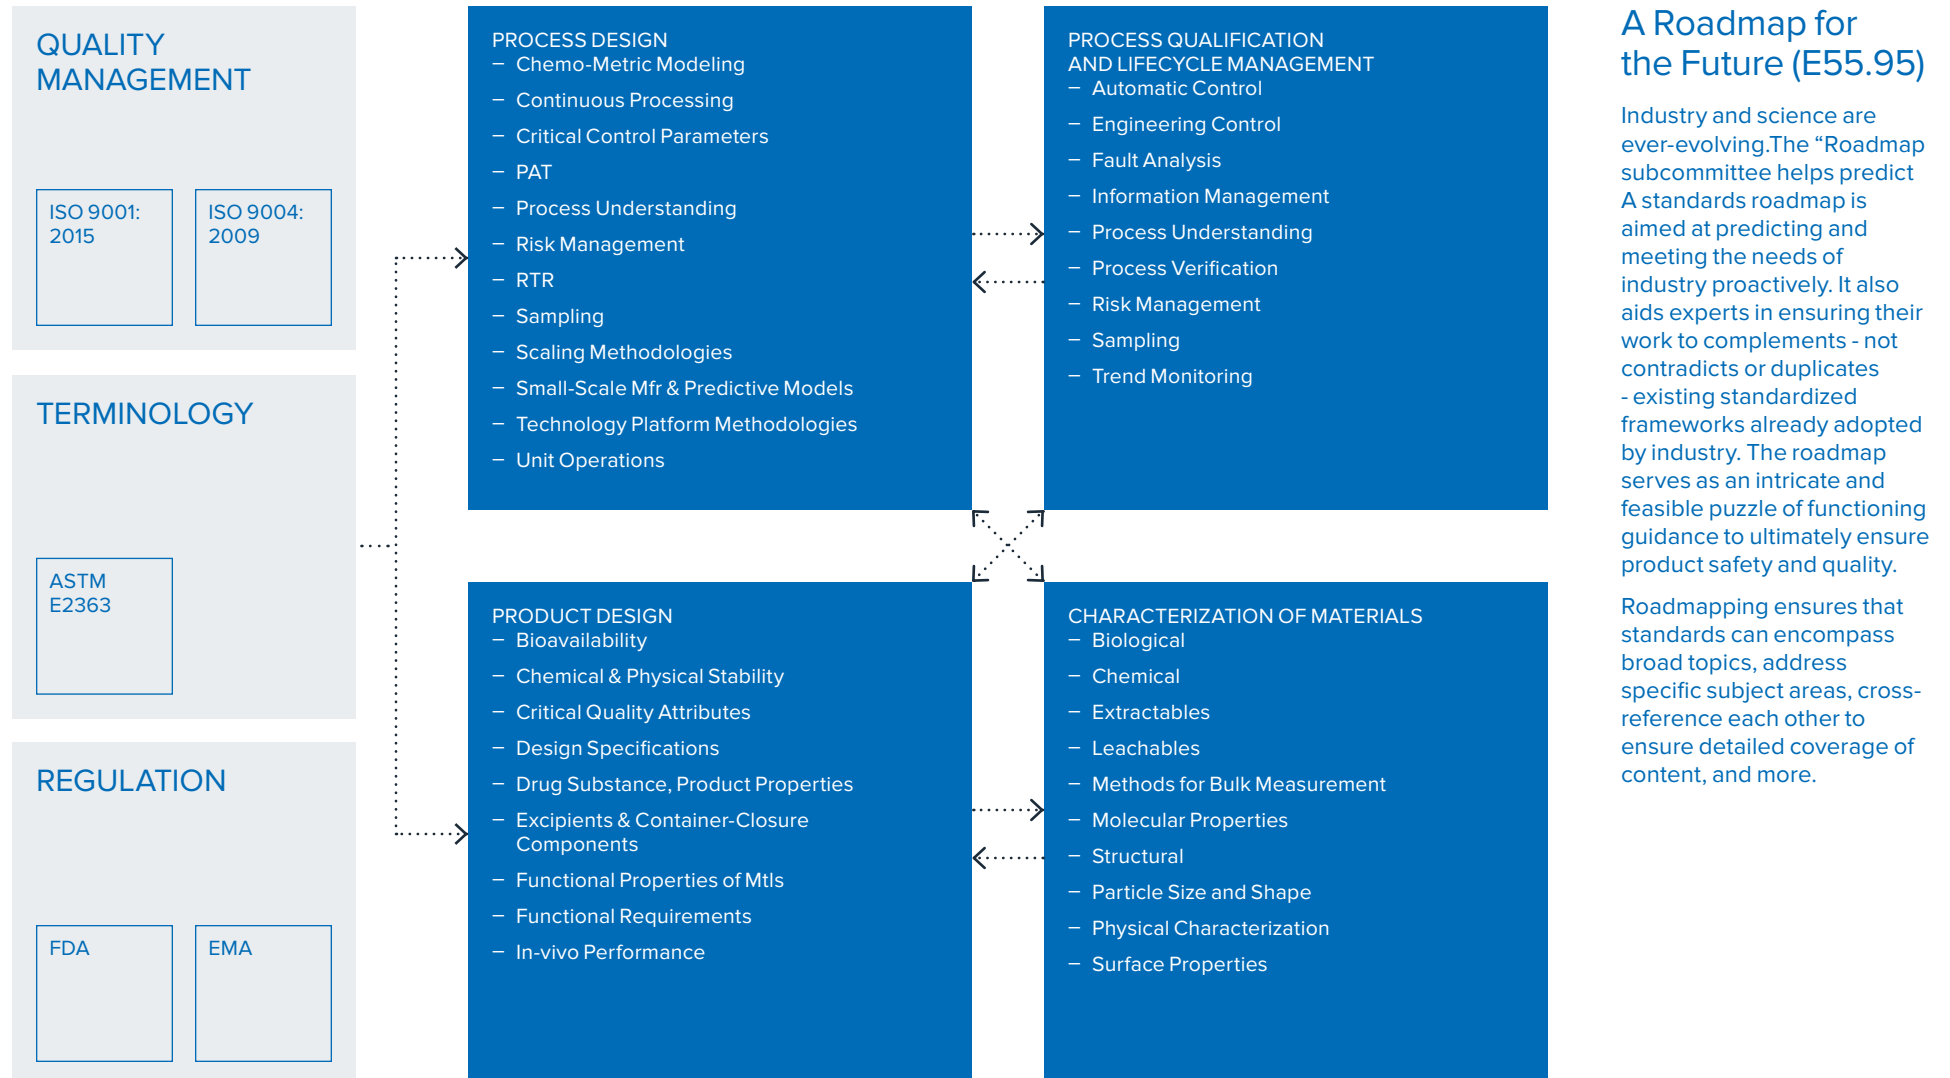 QUALITY
MANAGEMENT
ISO 9001:
2015
ISO 9004:
2009
TERMINOLOGY
ASTM
E2363
REGULATION
FDA
EMA
PROCESS DESIGN
– Chemo-Metric Modeling
– Continuous Processing
– Critical Control Parameters
– PAT
– Process Understanding
– Risk Management
– RTR
– Sampling
– Scaling Methodologies
– Small-Scale Mfr & Predictive Models
– Technology Platform Methodologies
– Unit Operations
PROCESS QUALIFICATION
AND LIFECYCLE MANAGEMENT
– Automatic Control
– Engineering Control
– Fault Analysis
– Information Management
– Process Understanding
– Process Verification
– Risk Management
– Sampling
– Trend Monitoring
PRODUCT DESIGN
– Bioavailability
– Chemical & Physical Stability
– Critical Quality Attributes
– Design Specifications
– Drug Substance, Product Properties
– Excipients & Container-Closure
Components
– Functional Properties of Mtls
– Functional Requirements
– In-vivo Performance
CHARACTERIZATION OF MATERIALS
– Biological
– Chemical
– Extractables
– Leachables
– Methods for Bulk Measurement
– Molecular Properties
– Structural
– Particle Size and Shape
– Physical Characterization
– Surface Properties
A Roadmap for
the Future (E55.95)
Industry and science are
ever-evolving.The “Roadmap
subcommittee helps predict
A standards roadmap is
aimed at predicting and
meeting the needs of
industry proactively. It also
aids experts in ensuring their
work to complements - not
contradicts or duplicates
- existing standardized
frameworks already adopted
by industry. The roadmap
serves as an intricate and
feasible puzzle of functioning
guidance to ultimately ensure
product safety and quality.
Roadmapping ensures that
standards can encompass
broad topics, address
specific subject areas, cross-
reference each other to
ensure detailed coverage of
content, and more.